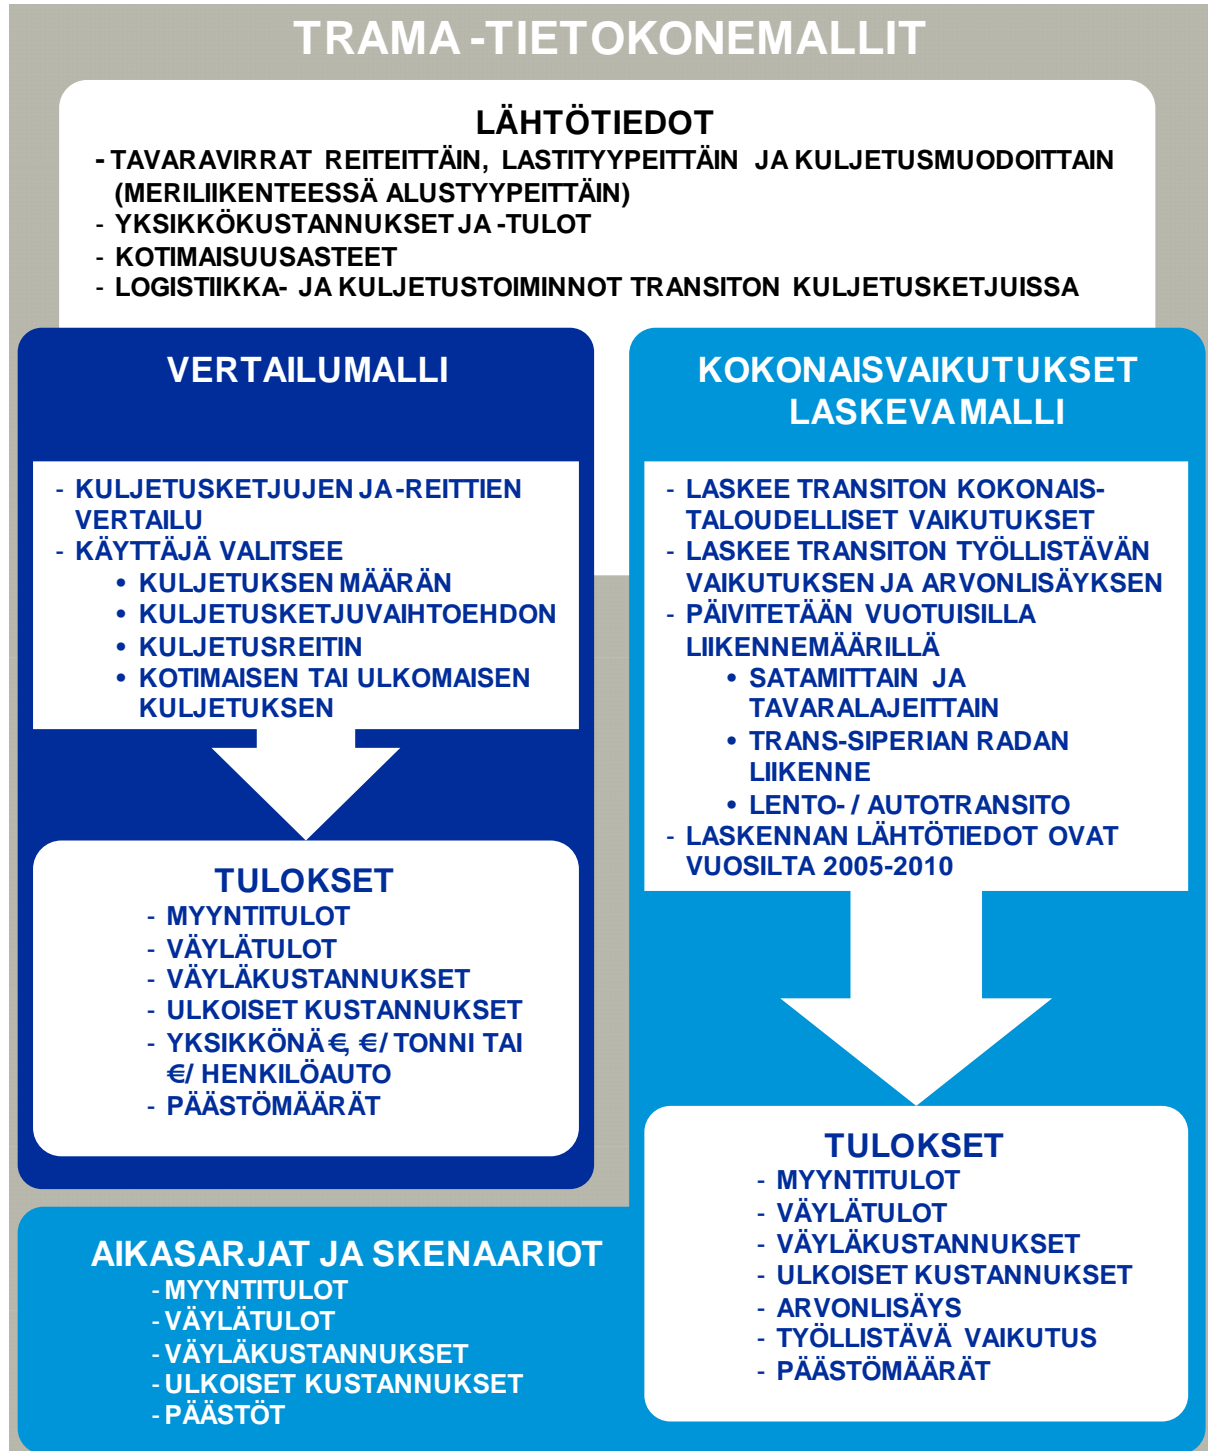 TRAMA -TIETOKONEMALLIT
LÄHTÖTIEDOT
- TAVARAVIRRAT REITEITTÄIN, LASTITYYPEITTÄIN JA KULJETUSMUODOITTAIN
(MERILIIKENTEESSÄ ALUSTYYPEITTÄIN)
- YKSIKKÖKUSTANNUKSET JA -TULOT
- KOTIMAISUUSASTEET
- LOGISTIIKKA- JA KULJETUSTOIMINNOT TRANSITON KULJETUSKETJUISSA
VERTAILUMALLI
- KULJETUSKETJUJEN JA -REITTIEN
VERTAILU
- KÄYTTÄJÄ VALITSEE
• KULJETUKSEN MÄÄRÄN
• KULJETUSKETJUVAIHTOEHDON
• KULJETUSREITIN
• KOTIMAISEN TAI ULKOMAISEN
KULJETUKSEN
TULOKSET
- MYYNTITULOT
- VÄYLÄTULOT
- VÄYLÄKUSTANNUKSET
- ULKOISET KUSTANNUKSET
- YKSIKKÖNÄ €, €/ TONNI TAI
€/ HENKILÖAUTO
- PÄÄSTÖMÄÄRÄT
KOKONAISVAIKUTUKSET
LASKEVA MALLI
- LASKEE TRANSITON KOKONAIS-
TALOUDELLISET VAIKUTUKSET
- LASKEE TRANSITON TYÖLLISTÄVÄN
VAIKUTUKSEN JA ARVONLISÄYKSEN
- PÄIVITETÄÄN VUOTUISILLA
LIIKENNEMÄÄRILLÄ
• SATAMITTAIN JA
TAVARALAJEITTAIN
• TRANS-SIPERIAN RADAN
LIIKENNE
• LENTO- / AUTOTRANSITO
- LASKENNAN LÄHTÖTIEDOT OVAT
VUOSILTA 2005-2010
TULOKSET
- MYYNTITULOT
- VÄYLÄTULOT
- VÄYLÄKUSTANNUKSET
- ULKOISET KUSTANNUKSET
- ARVONLISÄYS
- TYÖLLISTÄVÄ VAIKUTUS
- PÄÄSTÖMÄÄRÄT
AIKASARJAT JA SKENAARIOT
- MYYNTITULOT
- VÄYLÄTULOT
- VÄYLÄKUSTANNUKSET
- ULKOISET KUSTANNUKSET
- PÄÄSTÖT